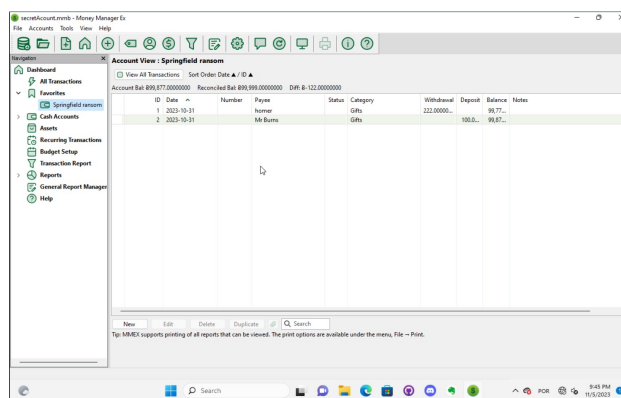 secretAcount.mmb - Money Manager Ex
File Accounts Tools View Help
Navigation
Dashboard
All Transactions
Favorites
Springfield ransom
Cash Accounts
Assets
Recurring Transactions
Budget Setup
Transaction Report
Reports
General Report Manager
Help
Account View : Springfield ransom
View All Transactions Sort Order: Date ▲ / ID ▲
Account Bal: Ƀ99,877.00000000 Reconciled Bal: Ƀ99,999.00000000 Diff: Ƀ-122.00000000
ID Date Number Payee Status Category Withdrawal Deposit Balance Notes
1 2023-10-31 homer Gifts 222.00000... 99,77...
2 2023-10-31 Mr Burns Gifts 100.0... 99,87...
New Edit Delete Duplicate Search
Tip: MMEX supports printing of all reports that can be viewed. The print options are available under the menu, File → Print.
Search
POR
9:45 PM
11/5/2023